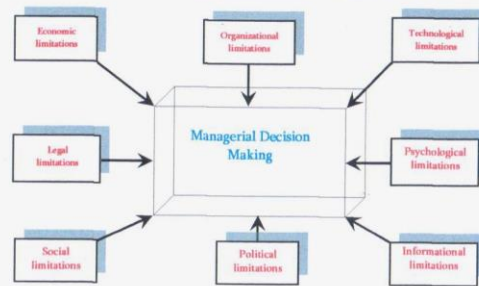 Economic
limitations
Organizational
limitations
Technological
limitations
Managerial Decision
Making
Legal
limitations
Psychological
limitations
Social
limitations
Political
limitations
Informational
limitations